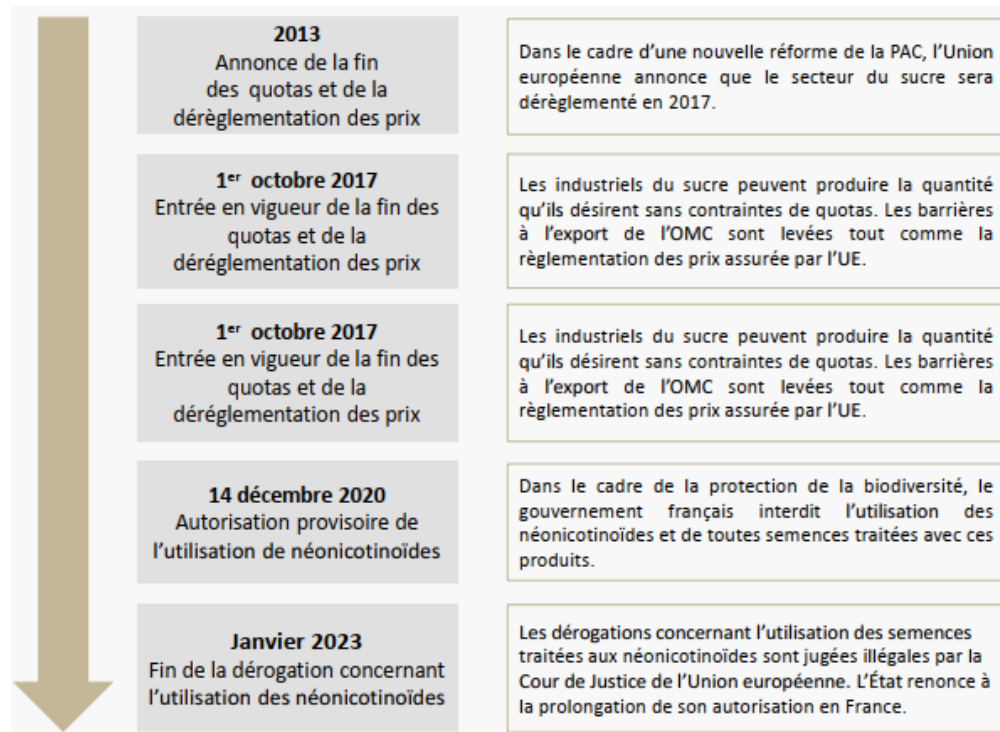 2013
Annonce de la fin
des quotas et de la
dérèglementation des prix
Dans le cadre d'une nouvelle réforme de la PAC, l'Union
européenne annonce que le secteur du sucre sera
dérèglementé en 2017.
1er octobre 2017
Entrée en vigueur de la fin des
quotas et de la
déréglementation des prix
Les industriels du sucre peuvent produire la quantité
qu'ils désirent sans contraintes de quotas. Les barrières
à l'export de l'OMC sont levées tout comme la
règlementation des prix assurée par l'UE.
1er octobre 2017
Entrée en vigueur de la fin des
quotas et de la
déréglementation des prix
Les industriels du sucre peuvent produire la quantité
qu'ils désirent sans contraintes de quotas. Les barrières
à l'export de l'OMC sont levées tout comme la
règlementation des prix assurée par l'UE.
14 décembre 2020
Autorisation provisoire de
l'utilisation de néonicotinoïdes
Dans le cadre de la protection de la biodiversité, le
gouvernement français interdit l'utilisation des
néonicotinoïdes et de toutes semences traitées avec ces
produits.
Janvier 2023
Fin de la dérogation concernant
l'utilisation des néonicotinoïdes
Les dérogations concernant l'utilisation des semences
traitées aux néonicotinoïdes sont jugées illégales par la
Cour de Justice de l'Union européenne. L'État renonce à
la prolongation de son autorisation en France.